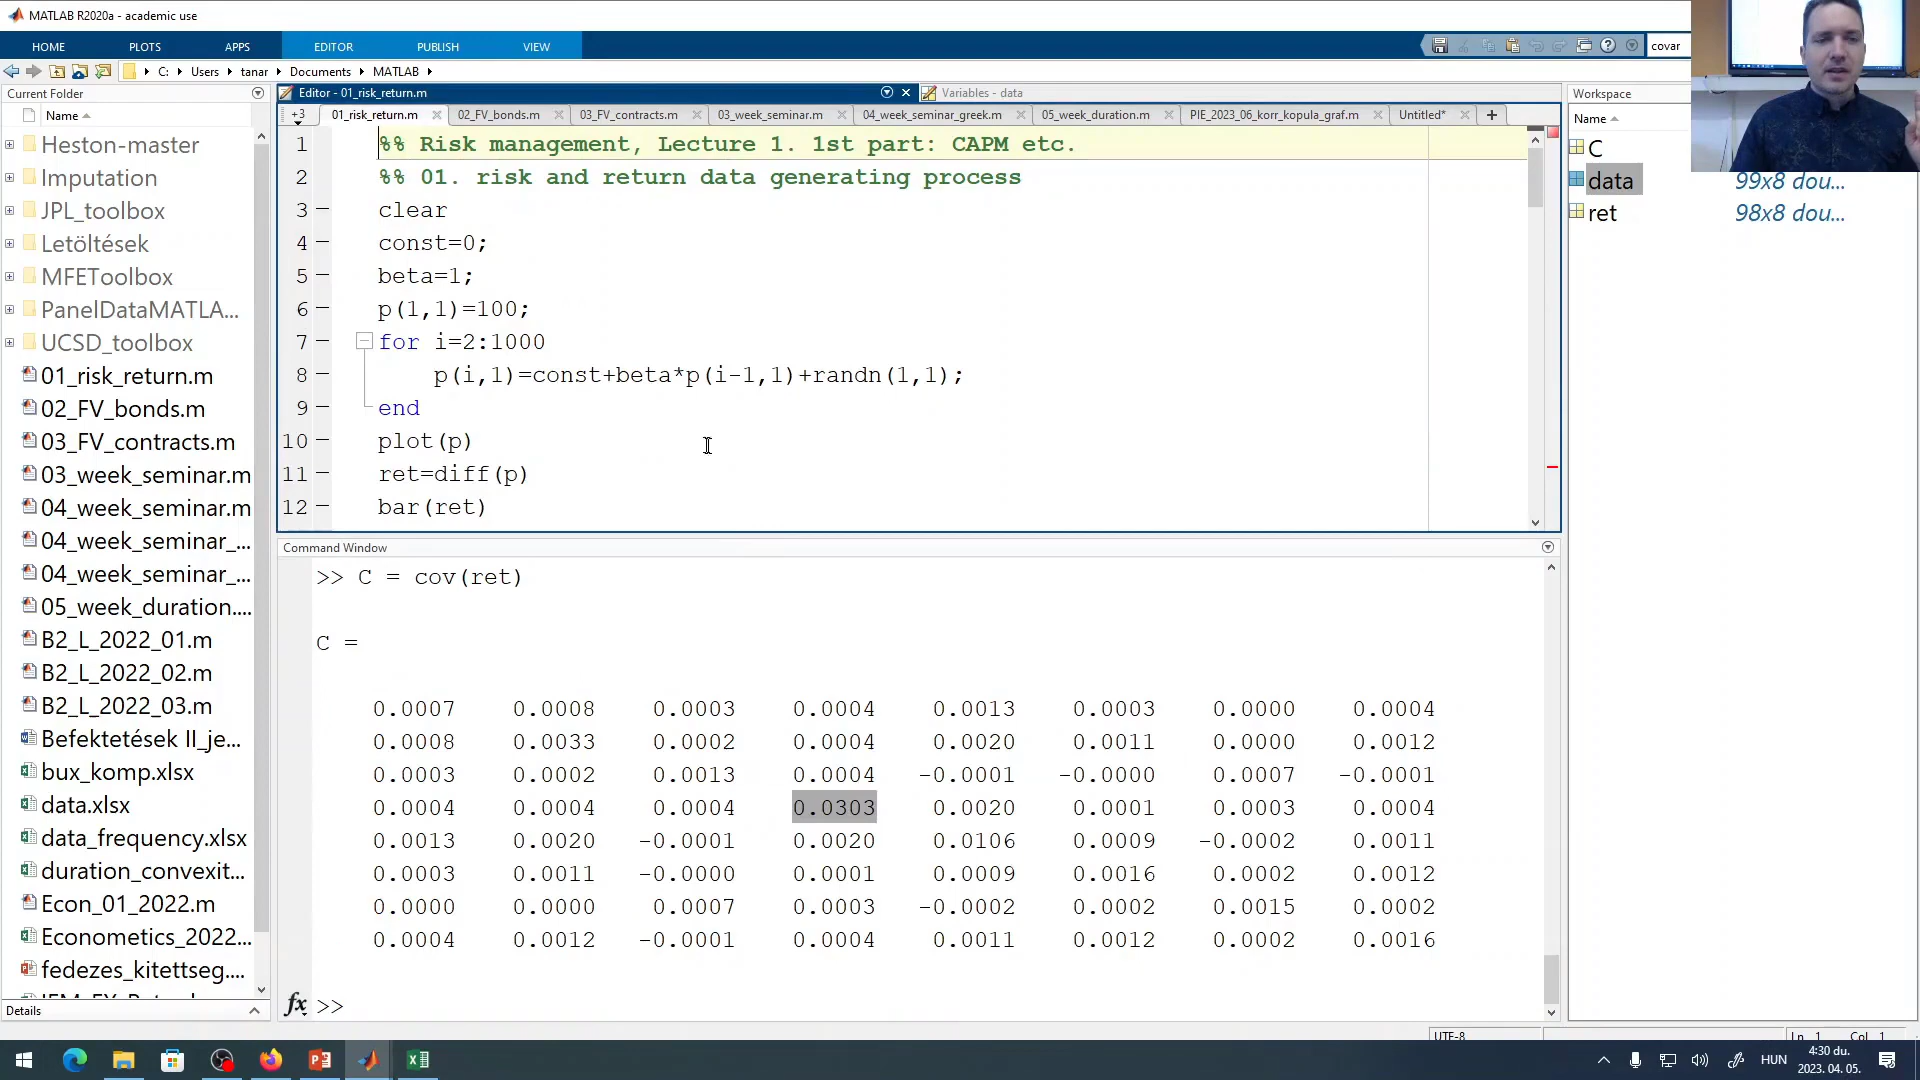 MATLAB R2020a - academic use
HOME PLOTS APPS EDITOR PUBLISH VIEW covar
C: Users tanar Documents MATLAB
Current Folder
Name
Heston-master
Imputation
JPL_toolbox
Letöltések
MFEToolbox
PanelDataMATLA...
UCSD_toolbox
01_risk_return.m
02_FV_bonds.m
03_FV_contracts.m
03_week_seminar.m
04_week_seminar.m
04_week_seminar_...
04_week_seminar_...
05_week_duration....
B2_L_2022_01.m
B2_L_2022_02.m
B2_L_2022_03.m
Befektetések II_je...
bux_komp.xlsx
data.xlsx
data_frequency.xlsx
duration_convexit...
Econ_01_2022.m
Econometics_2022...
fedezes_kitettseg....
Details
Editor - 01_risk_return.m
Variables - data
+3 01_risk_return.m 02_FV_bonds.m 03_FV_contracts.m 03_week_seminar.m 04_week_seminar_greek.m 05_week_duration.m PIE_2023_06_korr_kopula_graf.m Untitled*
1 %% Risk management, Lecture 1. 1st part: CAPM etc.
2 %% 01. risk and return data generating process
3 clear
4 const=0;
5 beta=1;
6 p(1,1)=100;
7 for i=2:1000
8 p(i,1)=const+beta*p(i-1,1)+randn(1,1);
9 end
10 plot(p)
11 ret=diff(p)
12 bar(ret)
Command Window
>> C = cov(ret)
C =
0.0007 0.0008 0.0003 0.0004 0.0013 0.0003 0.0000 0.0004
0.0008 0.0033 0.0002 0.0004 0.0020 0.0011 0.0000 0.0012
0.0003 0.0002 0.0013 0.0004 -0.0001 -0.0000 0.0007 -0.0001
0.0004 0.0004 0.0004 0.0303 0.0020 0.0001 0.0003 0.0004
0.0013 0.0020 -0.0001 0.0020 0.0106 0.0009 -0.0002 0.0011
0.0003 0.0011 -0.0000 0.0001 0.0009 0.0016 0.0002 0.0012
0.0000 0.0000 0.0007 0.0003 -0.0002 0.0002 0.0015 0.0002
0.0004 0.0012 -0.0001 0.0004 0.0011 0.0012 0.0002 0.0016
fx >>
Workspace
Name
C
data 99x8 dou...
ret 98x8 dou...
UTF-8 Ln 1 Col 1
HUN
4:30 du.
2023. 04. 05.